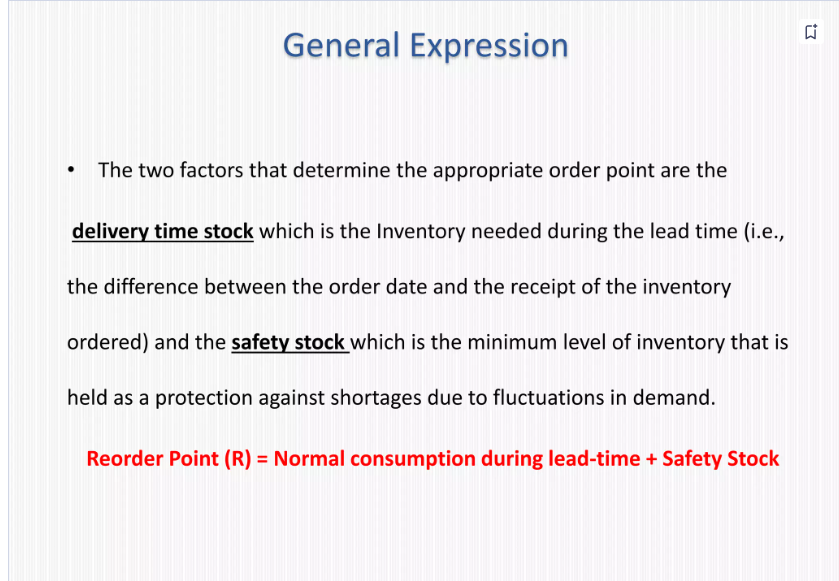 General Expression
• The two factors that determine the appropriate order point are the
delivery time stock which is the Inventory needed during the lead time (i.e.,
the difference between the order date and the receipt of the inventory
ordered) and the safety stock which is the minimum level of inventory that is
held as a protection against shortages due to fluctuations in demand.
Reorder Point (R) = Normal consumption during lead-time + Safety Stock